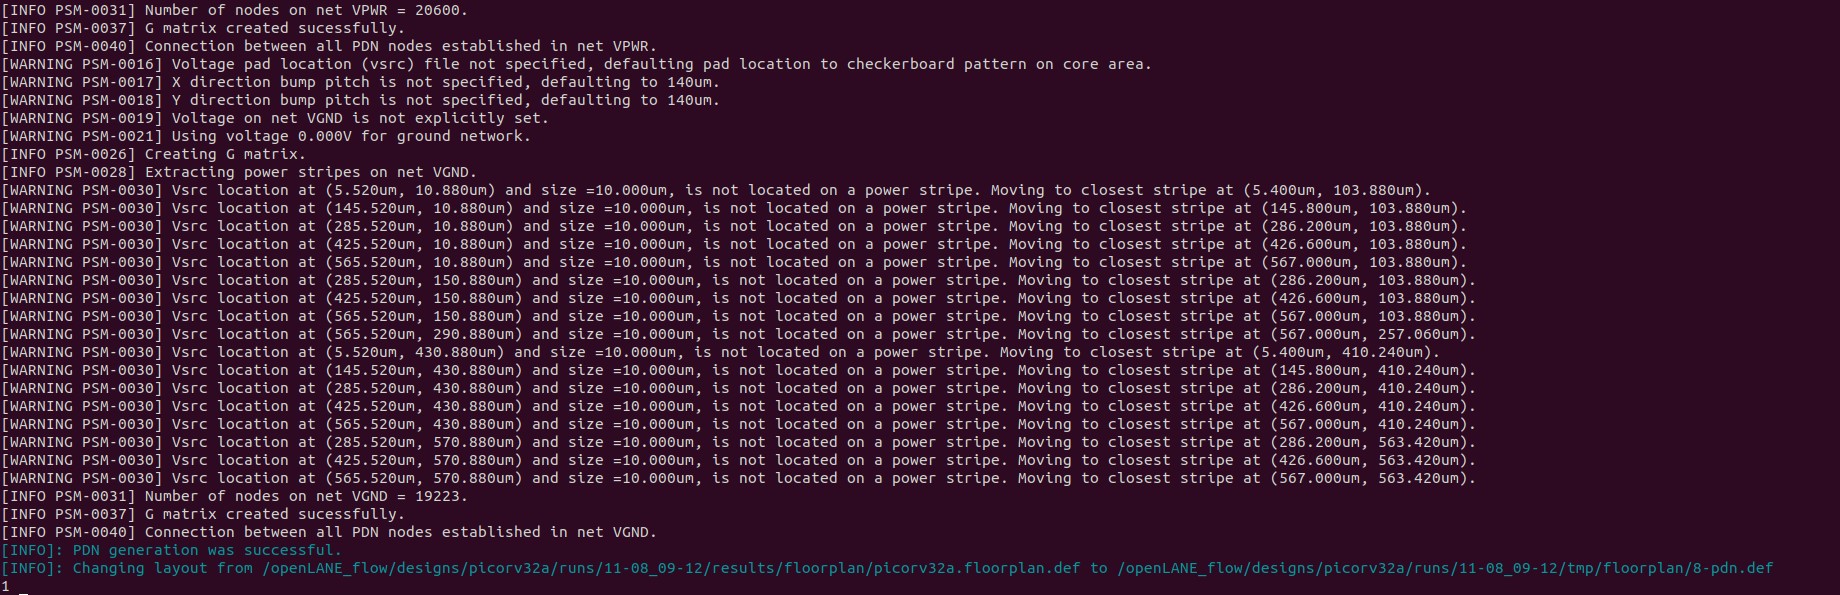 [INFO PSM-0031] Number of nodes on net VPWR = 20600.
[INFO PSM-0037] G matrix created sucessfully.
[INFO PSM-0040] Connection between all PDN nodes established in net VPWR.
[WARNING PSM-0016] Voltage pad location (vsrc) file not specified, defaulting pad location to checkerboard pattern on core area.
[WARNING PSM-0017] X direction bump pitch is not specified, defaulting to 140um.
[WARNING PSM-0018] Y direction bump pitch is not specified, defaulting to 140um.
[WARNING PSM-0019] Voltage on net VGND is not explicitly set.
[WARNING PSM-0021] Using voltage 0.000V for ground network.
[INFO PSM-0026] Creating G matrix.
[INFO PSM-0028] Extracting power stripes on net VGND.
[WARNING PSM-0030] Vsrc location at (5.520um, 10.880um) and size =10.000um, is not located on a power stripe. Moving to closest stripe at (5.400um, 103.880um).
[WARNING PSM-0030] Vsrc location at (145.520um, 10.880um) and size =10.000um, is not located on a power stripe. Moving to closest stripe at (145.800um, 103.880um).
[WARNING PSM-0030] Vsrc location at (285.520um, 10.880um) and size =10.000um, is not located on a power stripe. Moving to closest stripe at (286.200um, 103.880um).
[WARNING PSM-0030] Vsrc location at (425.520um, 10.880um) and size =10.000um, is not located on a power stripe. Moving to closest stripe at (426.600um, 103.880um).
[WARNING PSM-0030] Vsrc location at (565.520um, 10.880um) and size =10.000um, is not located on a power stripe. Moving to closest stripe at (567.000um, 103.880um).
[WARNING PSM-0030] Vsrc location at (285.520um, 150.880um) and size =10.000um, is not located on a power stripe. Moving to closest stripe at (286.200um, 103.880um).
[WARNING PSM-0030] Vsrc location at (425.520um, 150.880um) and size =10.000um, is not located on a power stripe. Moving to closest stripe at (426.600um, 103.880um).
[WARNING PSM-0030] Vsrc location at (565.520um, 150.880um) and size =10.000um, is not located on a power stripe. Moving to closest stripe at (567.000um, 103.880um).
[WARNING PSM-0030] Vsrc location at (565.520um, 290.880um) and size =10.000um, is not located on a power stripe. Moving to closest stripe at (567.000um, 257.060um).
[WARNING PSM-0030] Vsrc location at (5.520um, 430.880um) and size =10.000um, is not located on a power stripe. Moving to closest stripe at (5.400um, 410.240um).
[WARNING PSM-0030] Vsrc location at (145.520um, 430.880um) and size =10.000um, is not located on a power stripe. Moving to closest stripe at (145.800um, 410.240um).
[WARNING PSM-0030] Vsrc location at (285.520um, 430.880um) and size =10.000um, is not located on a power stripe. Moving to closest stripe at (286.200um, 410.240um).
[WARNING PSM-0030] Vsrc location at (425.520um, 430.880um) and size =10.000um, is not located on a power stripe. Moving to closest stripe at (426.600um, 410.240um).
[WARNING PSM-0030] Vsrc location at (565.520um, 430.880um) and size =10.000um, is not located on a power stripe. Moving to closest stripe at (567.000um, 410.240um).
[WARNING PSM-0030] Vsrc location at (285.520um, 570.880um) and size =10.000um, is not located on a power stripe. Moving to closest stripe at (286.200um, 563.420um).
[WARNING PSM-0030] Vsrc location at (425.520um, 570.880um) and size =10.000um, is not located on a power stripe. Moving to closest stripe at (426.600um, 563.420um).
[WARNING PSM-0030] Vsrc location at (565.520um, 570.880um) and size =10.000um, is not located on a power stripe. Moving to closest stripe at (567.000um, 563.420um).
[INFO PSM-0031] Number of nodes on net VGND = 19223.
[INFO PSM-0037] G matrix created sucessfully.
[INFO PSM-0040] Connection between all PDN nodes established in net VGND.
[INFO]: PDN generation was successful.
[INFO]: Changing layout from /openLANE_flow/designs/picorv32a/runs/11-08_09-12/results/floorplan/picorv32a.floorplan.def to /openLANE_flow/designs/picorv32a/runs/11-08_09-12/tmp/floorplan/8-pdn.def
1